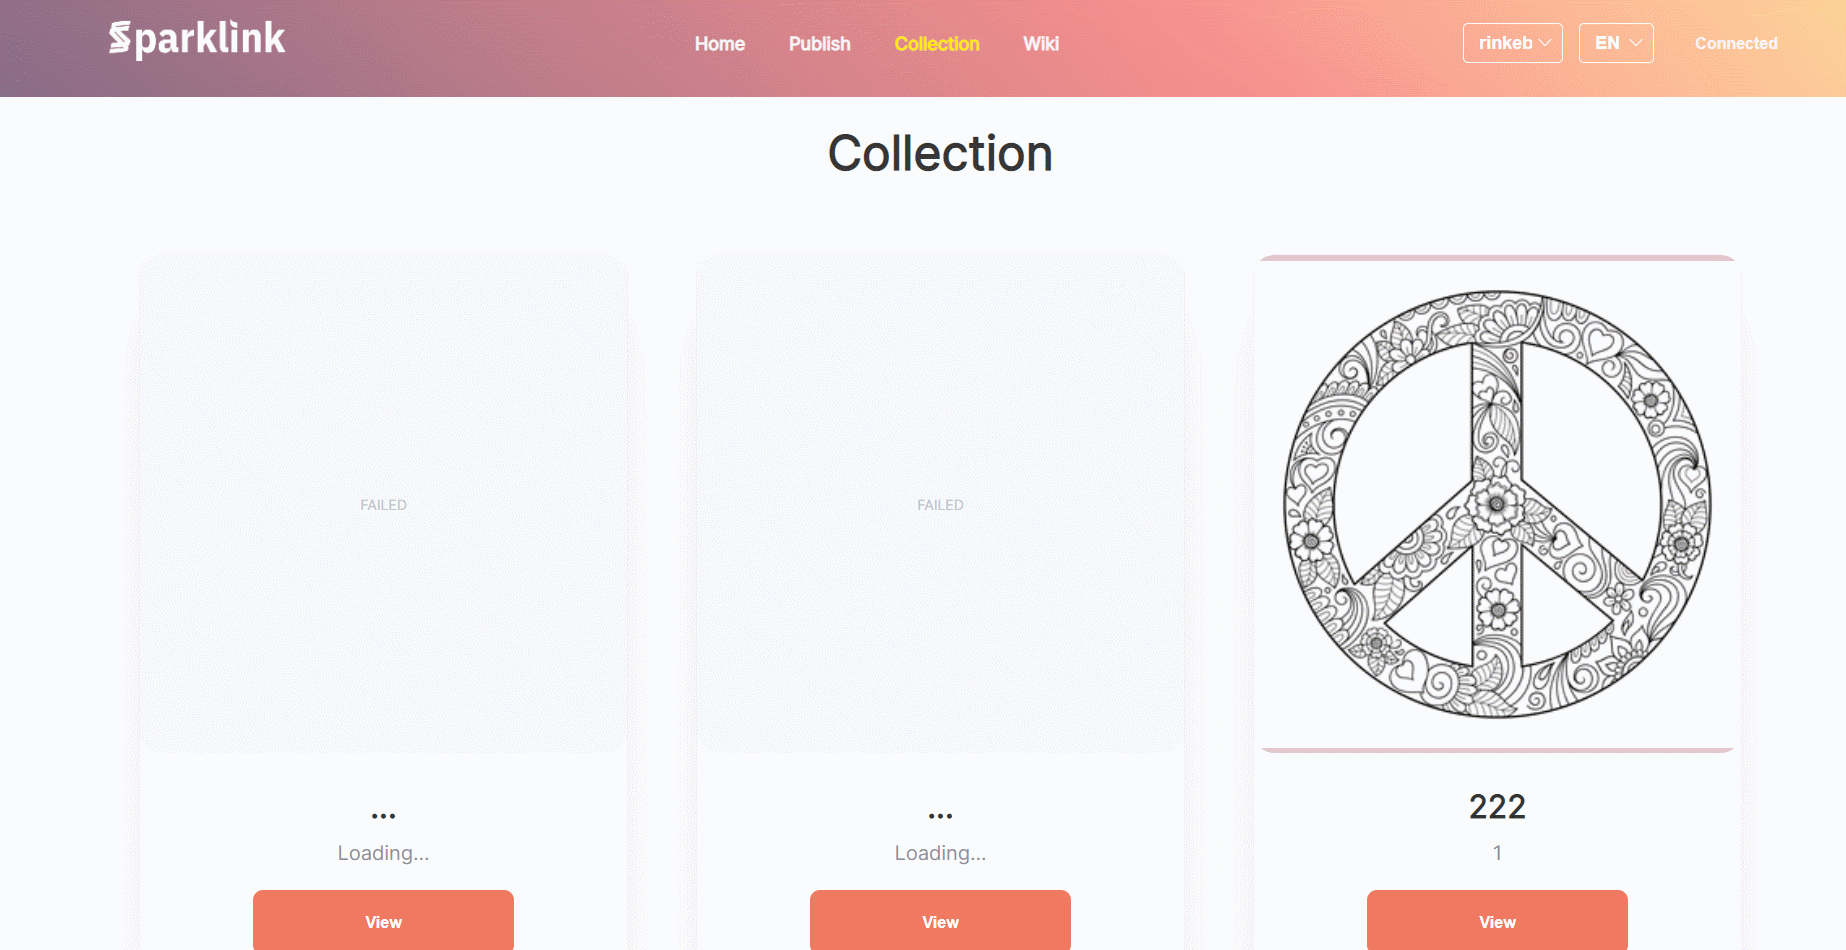 Sparklink
Home Publish Collection Wiki
rinkeb EN Connected
Collection
FAILED FAILED
... ... 222
Loading... Loading... 1
View View View